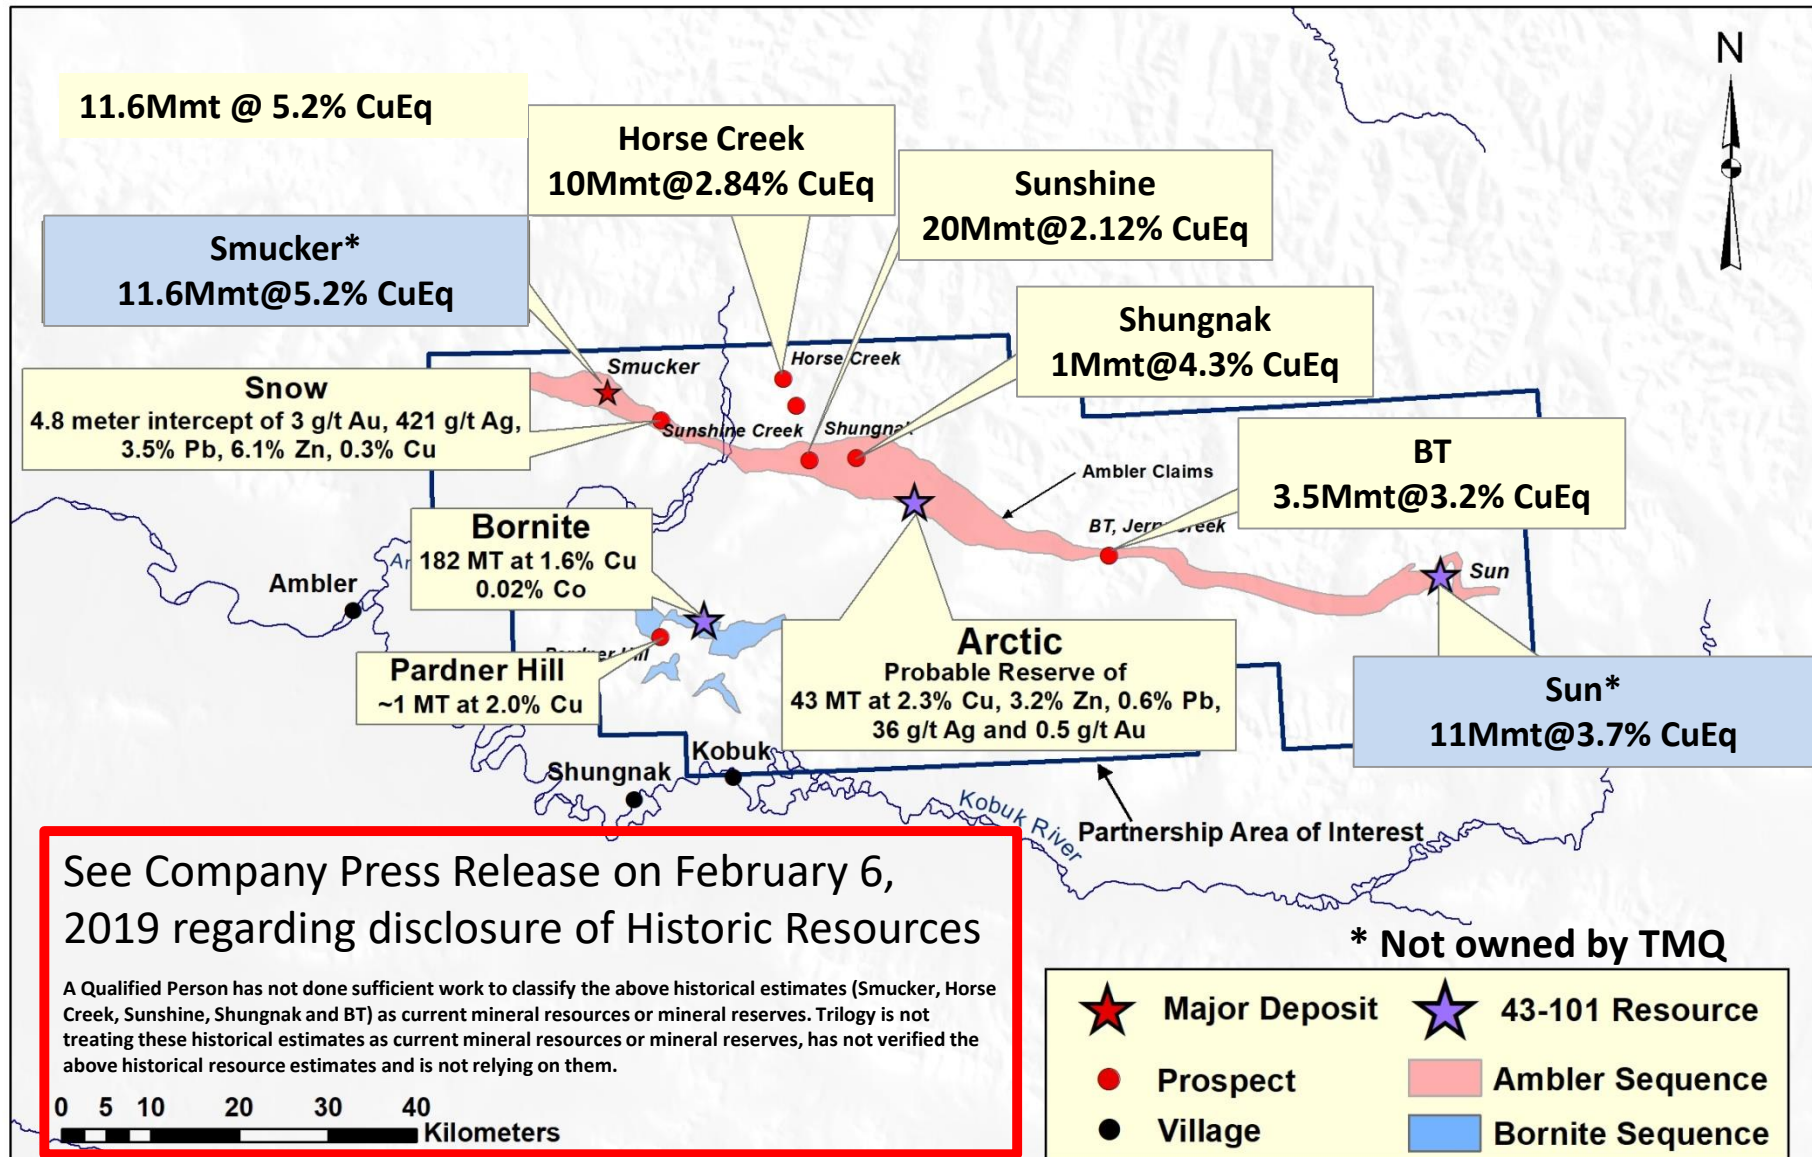 N
11.6Mmt @ 5.2% CuEq
Horse Creek
10Mmt@2.84% CuEq
Sunshine
20Mmt@2.12% CuEq
Smucker*
11.6Mmt@5.2% CuEq
Shungnak
1Mmt@4.3% CuEq
Smucker
Horse Creek
Snow
4.8 meter intercept of 3 g/t Au, 421 g/t Ag,
3.5% Pb, 6.1% Zn, 0.3% Cu
Sunshine Creek
Shungnak
Ambler Claims
BT
3.5Mmt@3.2% CuEq
BT, Jerry Creek
Bornite
182 MT at 1.6% Cu
0.02% Co
Ambler
Sun
Arctic
Probable Reserve of
43 MT at 2.3% Cu, 3.2% Zn, 0.6% Pb,
36 g/t Ag and 0.5 g/t Au
Pardner Hill
Pardner Hill
~1 MT at 2.0% Cu
Sun*
11Mmt@3.7% CuEq
Kobuk
Shungnak
Kobuk River
Partnership Area of Interest
See Company Press Release on February 6,
2019 regarding disclosure of Historic Resources
A Qualified Person has not done sufficient work to classify the above historical estimates (Smucker, Horse
Creek, Sunshine, Shungnak and BT) as current mineral resources or mineral reserves. Trilogy is not
treating these historical estimates as current mineral resources or mineral reserves, has not verified the
above historical resource estimates and is not relying on them.
0 5 10 20 30 40
Kilometers
* Not owned by TMQ
Major Deposit
43-101 Resource
Prospect
Ambler Sequence
Village
Bornite Sequence